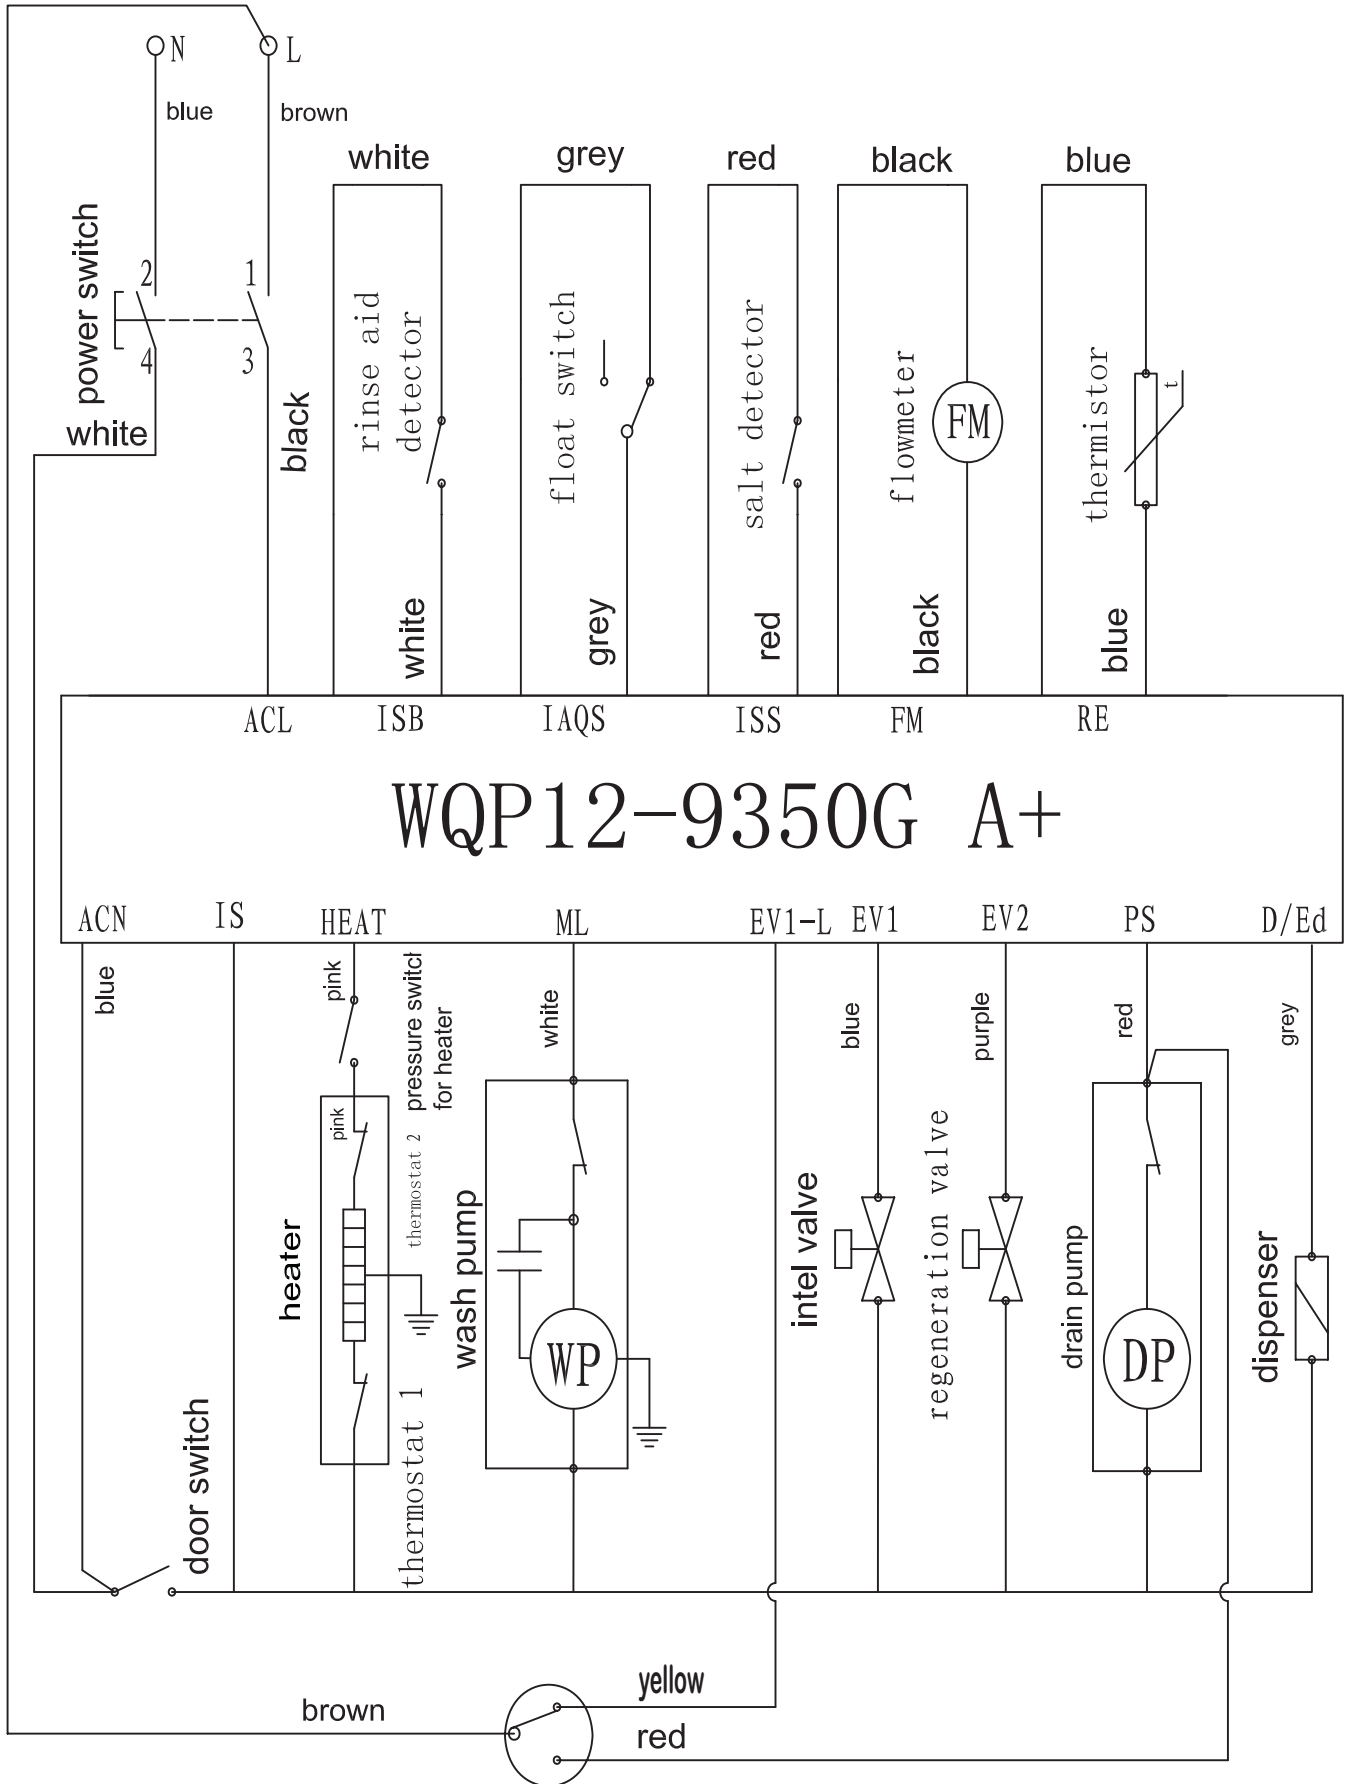 N
L
blue
brown
white
grey
red
black
blue
power switch
2
1
4
3
white
black
rinse aid
detector
float switch
salt detector
flowmeter
FM
thermistor
t
white
grey
red
black
blue
ACL
ISB
IAQS
ISS
FM
RE
WQP12-9350G A+
ACN
IS
HEAT
ML
EV1-L
EV1
EV2
PS
D/Ed
blue
pink
pressure switch
for heater
white
blue
purple
red
grey
pink
thermostat 2
heater
wash pump
WP
intel valve
regeneration valve
drain pump
DP
dispenser
door switch
thermostat 1
yellow
brown
red